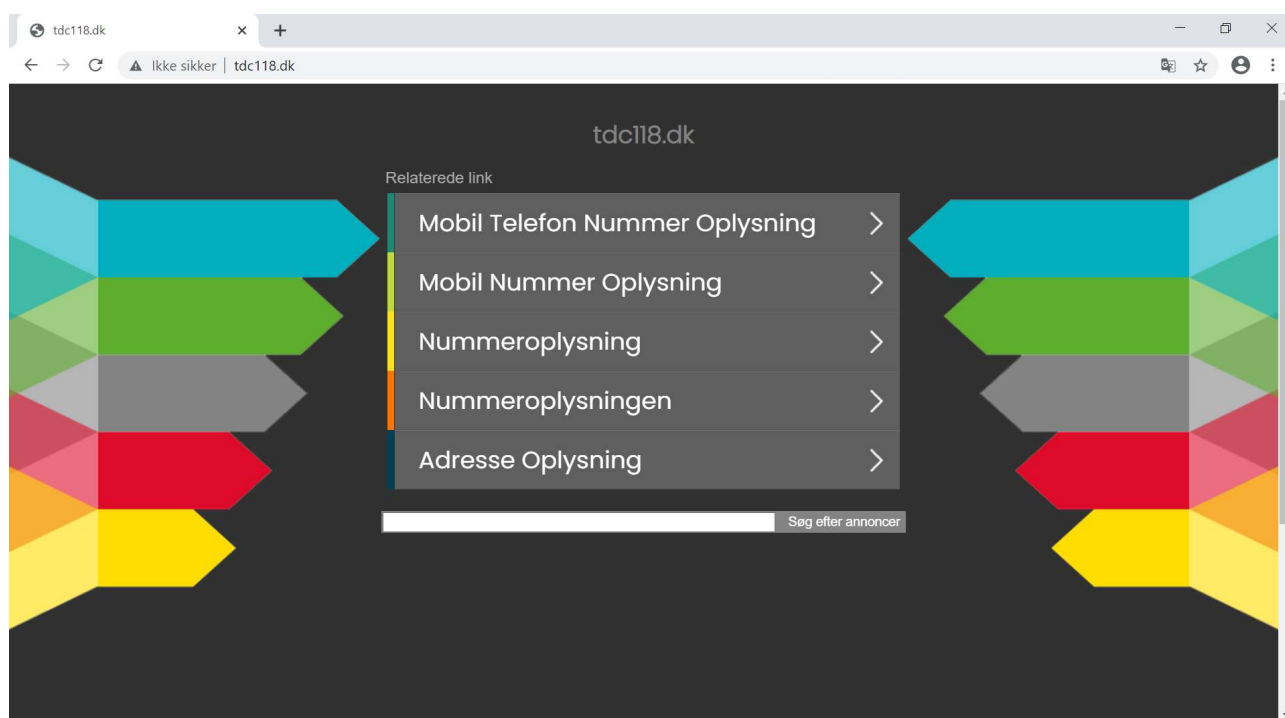 tdc118.dk
Ikke sikker | tdc118.dk
tdc118.dk
Relaterede link
Mobil Telefon Nummer Oplysning
Mobil Nummer Oplysning
Nummeroplysning
Nummeroplysningen
Adresse Oplysning
Søg efter annoncer